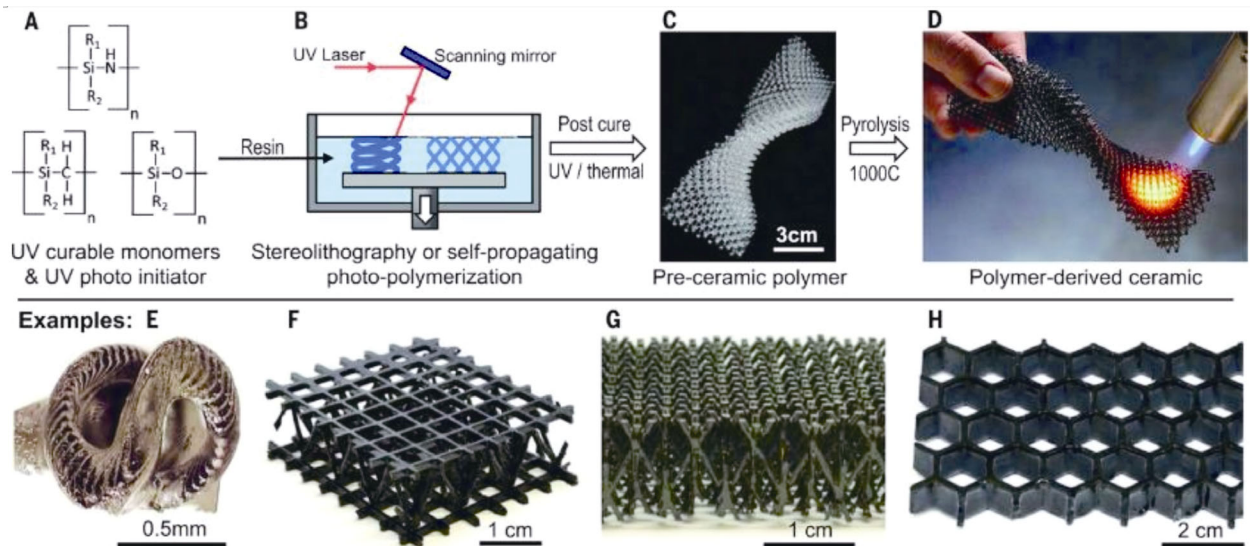 A
B
C
D
R₁ H
Si N
R₂
n
R₁ H
Si C
R₂ H
n
R₁
Si O
R₂
n
UV curable monomers
& UV photo initiator
Resin
UV Laser
Scanning mirror
Stereolithography or self-propagating
photo-polymerization
Post cure
UV / thermal
3cm
Pre-ceramic polymer
Pyrolysis
1000C
Polymer-derived ceramic
Examples: E
F
G
H
0.5mm
1 cm
1 cm
2 cm